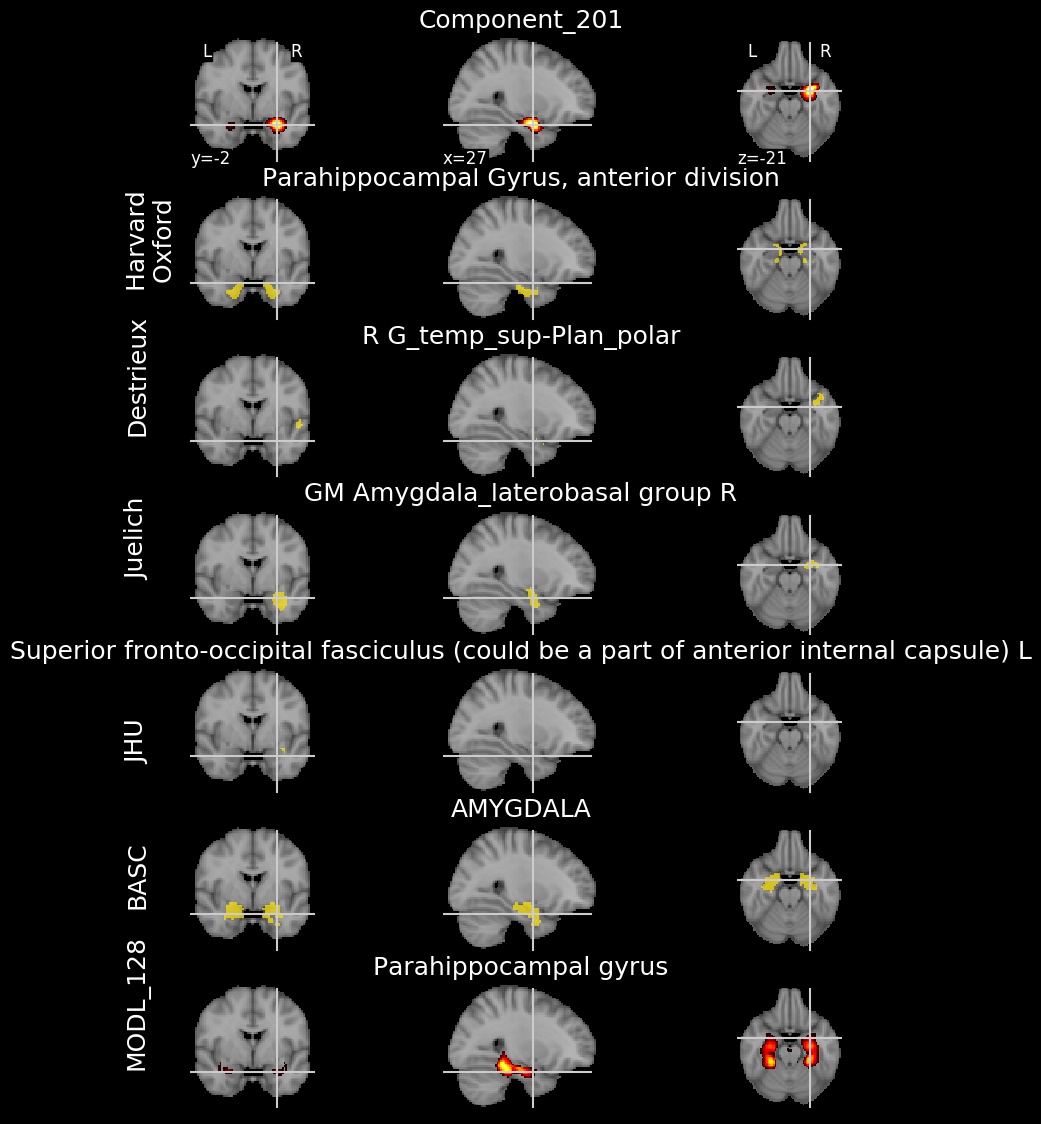 Component_201
L R L R
y=-2 x=27 z=-21
Parahippocampal Gyrus, anterior division
Harvard
Oxford
R G_temp_sup-Plan_polar
Destrieux
GM Amygdala_laterobasal group R
Juelich
Superior fronto-occipital fasciculus (could be a part of anterior internal capsule) L
JHU
AMYGDALA
BASC
Parahippocampal gyrus
MODL_128